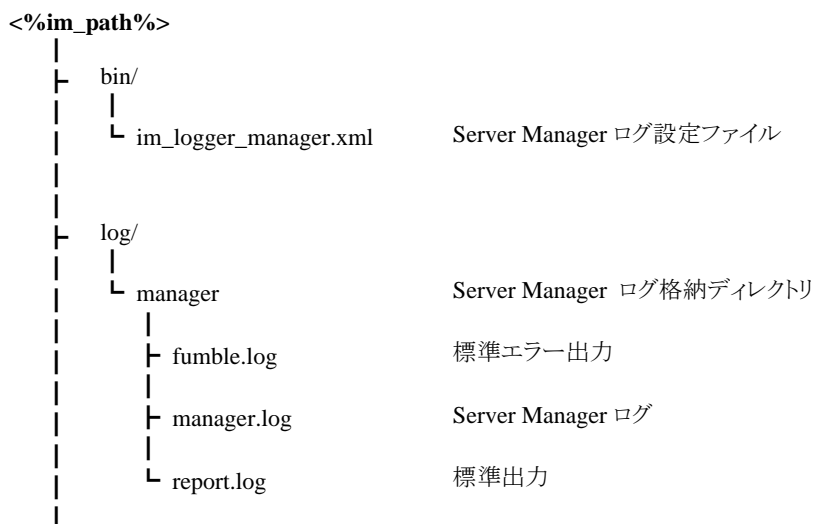 <%im_path%>
bin/
im_logger_manager.xml Server Manager ログ設定ファイル
log/
manager Server Manager ログ格納ディレクトリ
fumble.log 標準エラー出力
manager.log Server Manager ログ
report.log 標準出力